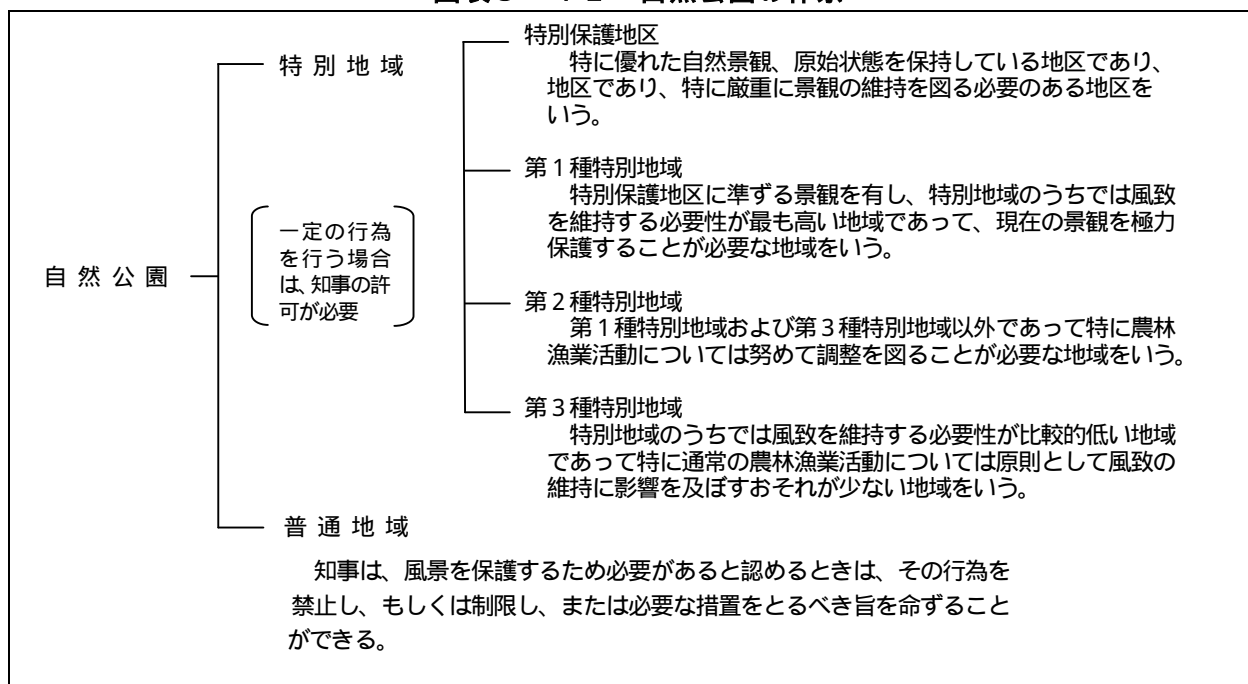 自然公園
特別地域
一定の行為
を行う場合
は、知事の許
可が必要
特別保護地区
特に優れた自然景観、原始状態を保持している地区であり、
地区であり、特に厳重に景観の維持を図る必要のある地区を
いう。
第1種特別地域
特別保護地区に準ずる景観を有し、特別地域のうちでは風致
を維持する必要性が最も高い地域であって、現在の景観を極力
保護することが必要な地域をいう。
第2種特別地域
第1種特別地域および第3種特別地域以外であって特に農林
漁業活動については努めて調整を図ることが必要な地域をいう。
第3種特別地域
特別地域のうちでは風致を維持する必要性が比較的低い地域
であって特に通常の農林漁業活動については原則として風致の
維持に影響を及ぼすおそれが少ない地域をいう。
普通地域
知事は、風景を保護するため必要があると認めるときは、その行為を
禁止し、もしくは制限し、または必要な措置をとるべき旨を命ずること
ができる。